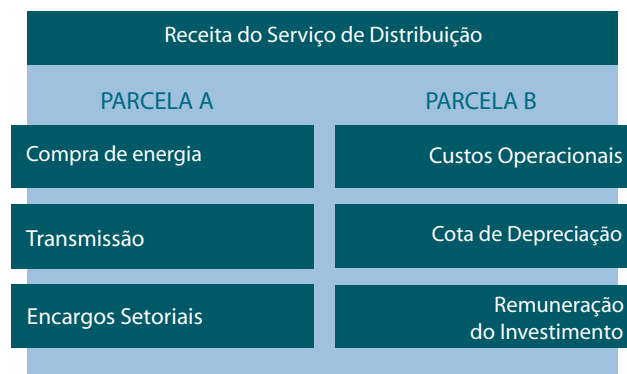 Receita do Serviço de Distribuição
PARCELA A
PARCELA B
Compra de energia
Custos Operacionais
Transmissão
Cota de Depreciação
Encargos Setoriais
Remuneração
do Investimento